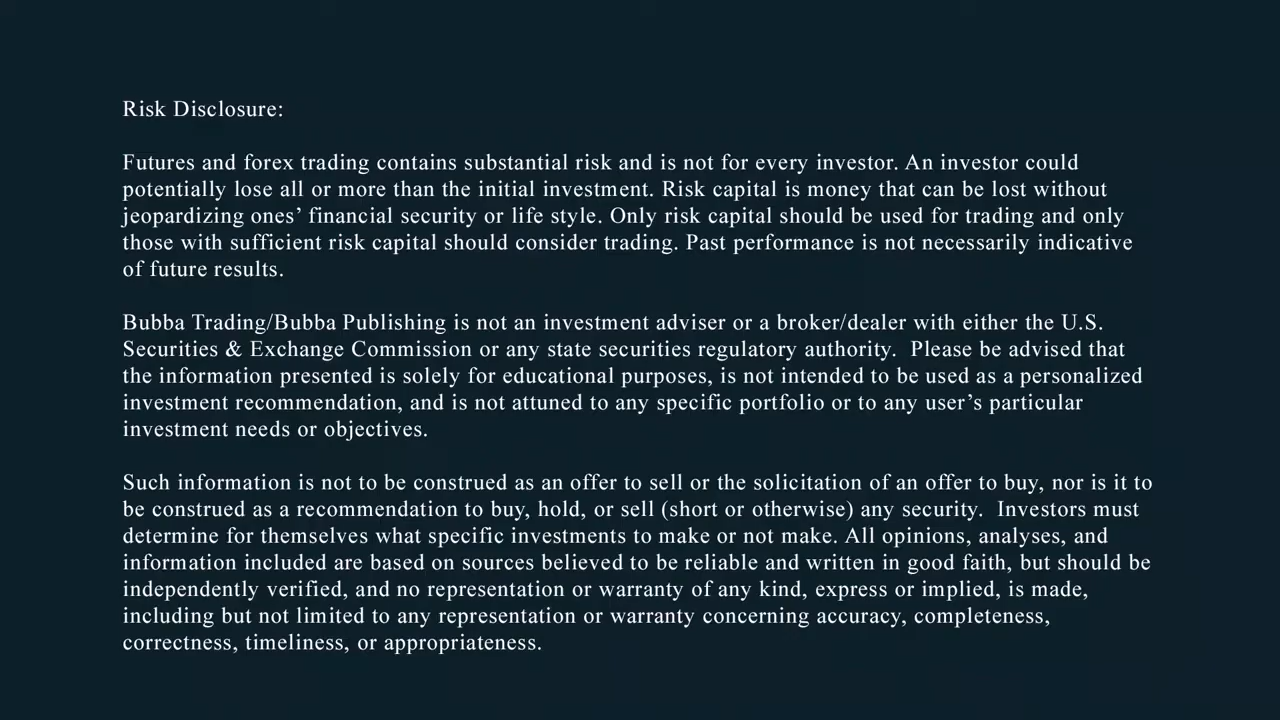 Risk Disclosure:
Futures and forex trading contains substantial risk and is not for every investor. An investor could
potentially lose all or more than the initial investment. Risk capital is money that can be lost without
jeopardizing ones’ financial security or life style. Only risk capital should be used for trading and only
those with sufficient risk capital should consider trading. Past performance is not necessarily indicative
of future results.
Bubba Trading/Bubba Publishing is not an investment adviser or a broker/dealer with either the U.S.
Securities & Exchange Commission or any state securities regulatory authority.  Please be advised that
the information presented is solely for educational purposes, is not intended to be used as a personalized
investment recommendation, and is not attuned to any specific portfolio or to any user’s particular
investment needs or objectives.
Such information is not to be construed as an offer to sell or the solicitation of an offer to buy, nor is it to
be construed as a recommendation to buy, hold, or sell (short or otherwise) any security.  Investors must
determine for themselves what specific investments to make or not make. All opinions, analyses, and
information included are based on sources believed to be reliable and written in good faith, but should be
independently verified, and no representation or warranty of any kind, express or implied, is made,
including but not limited to any representation or warranty concerning accuracy, completeness,
correctness, timeliness, or appropriateness.